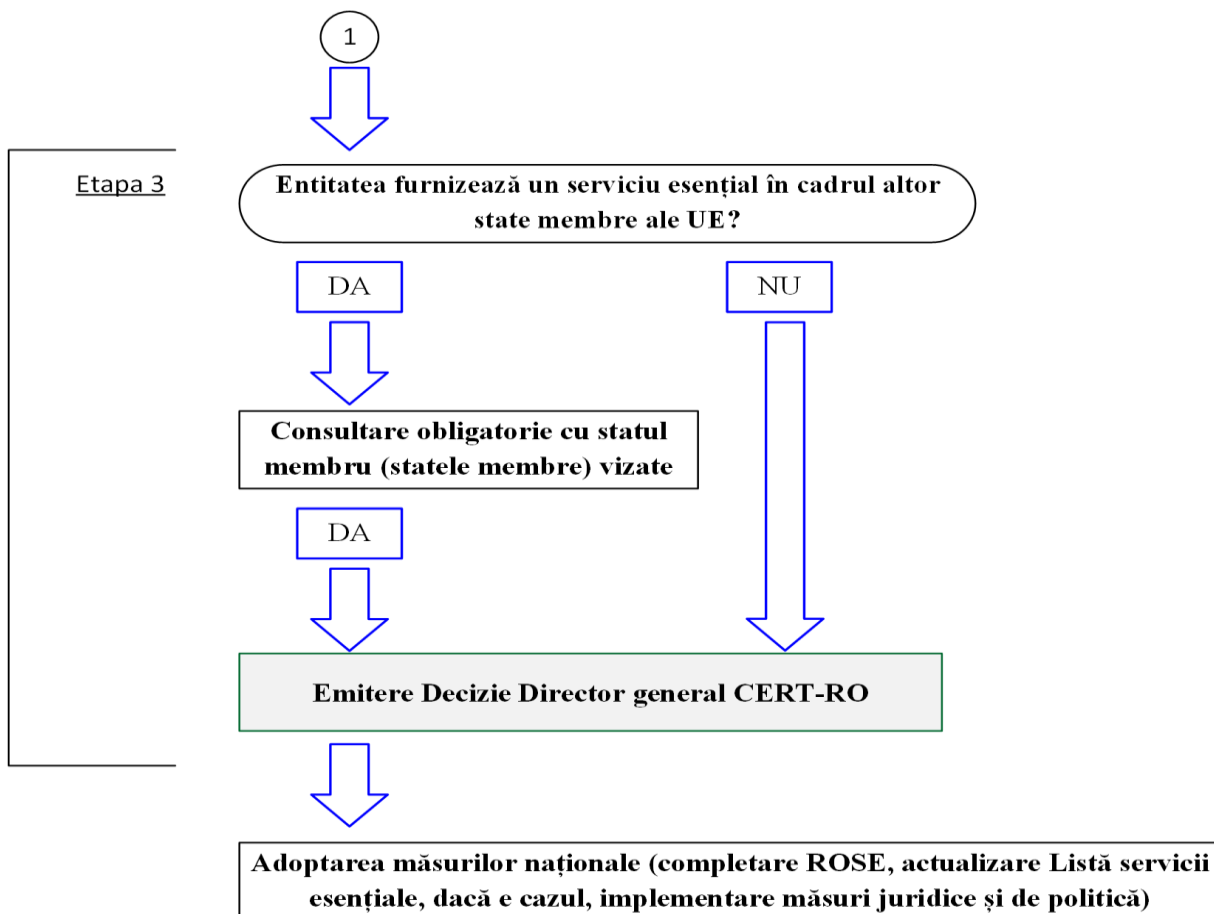 1
Etapa 3
Entitatea furnizează un serviciu esențial în cadrul altor
state membre ale UE?
DA
NU
Consultare obligatorie cu statul
membru (statele membre) vizate
DA
Emitere Decizie Director general CERT-RO
Adoptarea măsurilor naționale (completare ROSE, actualizare Listă servicii
esențiale, dacă e cazul, implementare măsuri juridice și de politică)